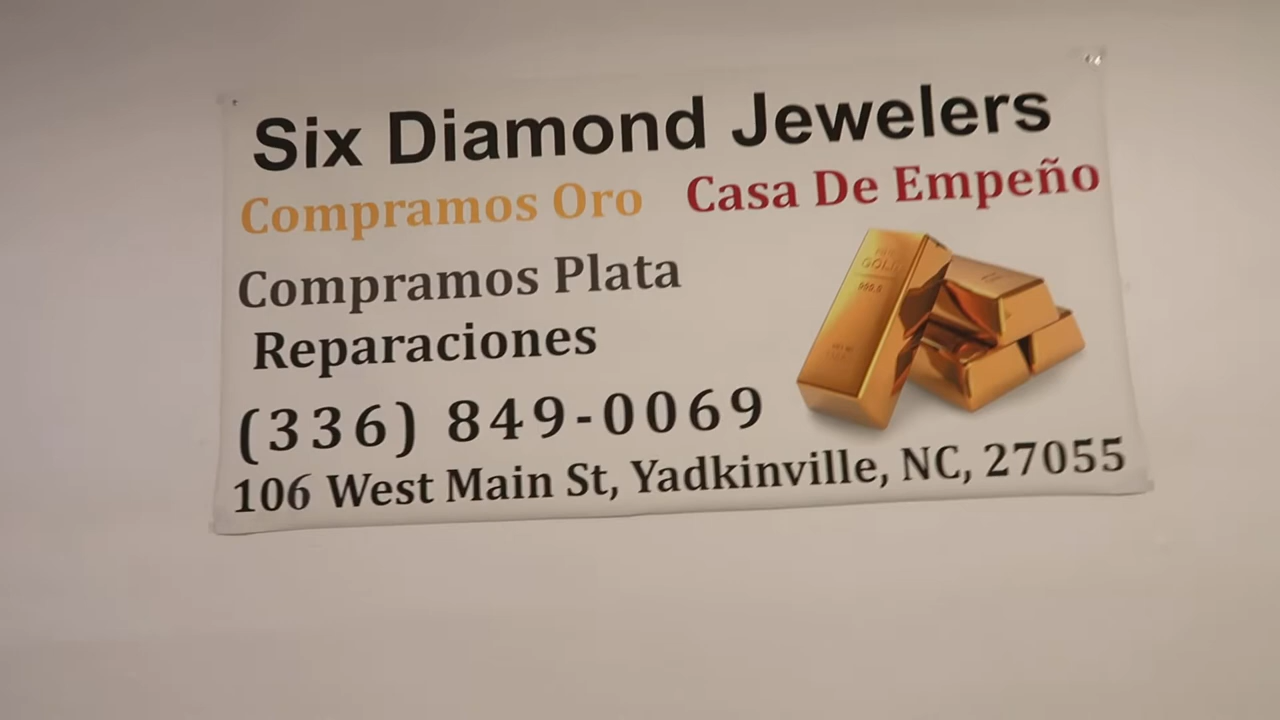 Six Diamond Jewelers
Compramos Oro Casa De Empeño
Compramos Plata
Reparaciones
(336) 849-0069
106 West Main St, Yadkinville, NC, 27055
GOLD